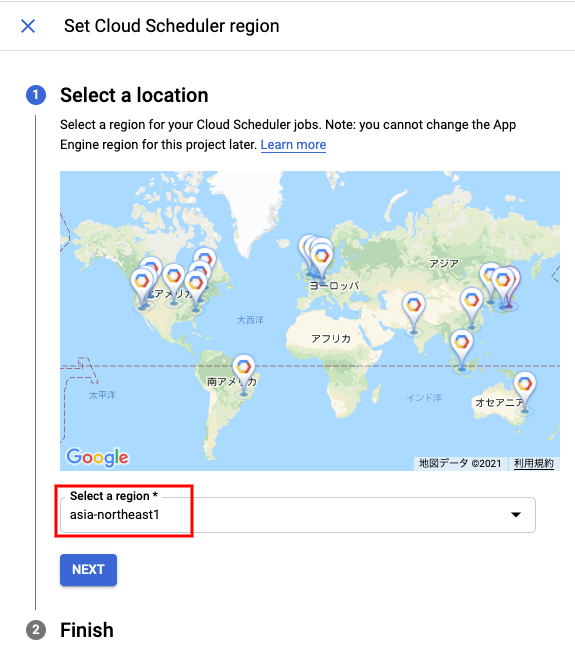 Set Cloud Scheduler region
1 Select a location
Select a region for your Cloud Scheduler jobs. Note: you cannot change the App
Engine region for this project later. Learn more
アジア
ヨーロッパ
北アメリカ
大西洋
アフリカ
南アメリカ
太平洋
インド洋
オセアニア
Google
地図データ ©2021 利用規約
Select a region *
asia-northeast1
NEXT
2 Finish